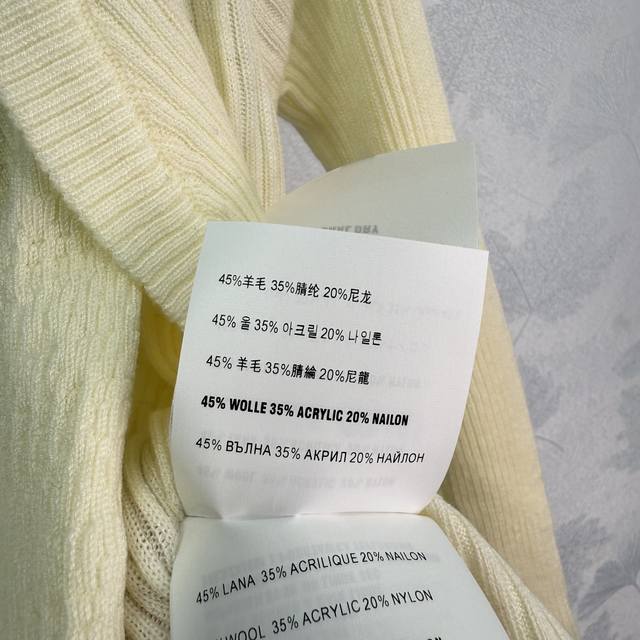 45%羊毛 35%腈纶 20%尼龙
45% 울 35% 아크릴 20% 나일론
45% 羊毛 35%腈綸 20%尼龍
45% WOLLE 35% ACRYLIC 20% NAILON
45% ВЪЛНА 35% АКРИЛ 20% НАЙЛОН
45% LANA 35% ACRILIQUE 20% NAILON
WOOL 35% ACRYLIC 20% NYLON